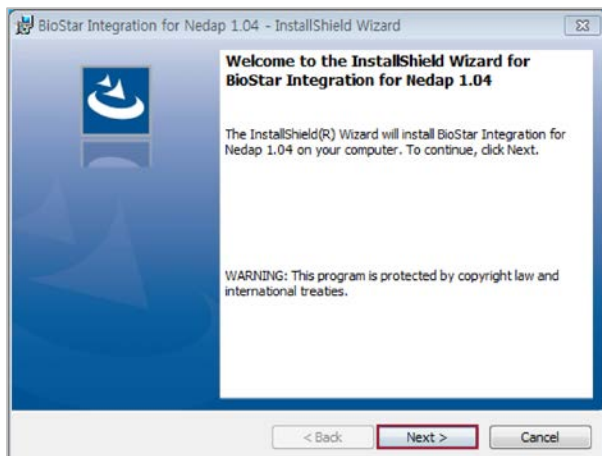 BioStar Integration for Nedap 1.04 - InstallShield Wizard
Welcome to the InstallShield Wizard for
BioStar Integration for Nedap 1.04
The InstallShield(R) Wizard will install BioStar Integration for
Nedap 1.04 on your computer. To continue, click Next.
WARNING: This program is protected by copyright law and
international treaties.
< Back Next > Cancel